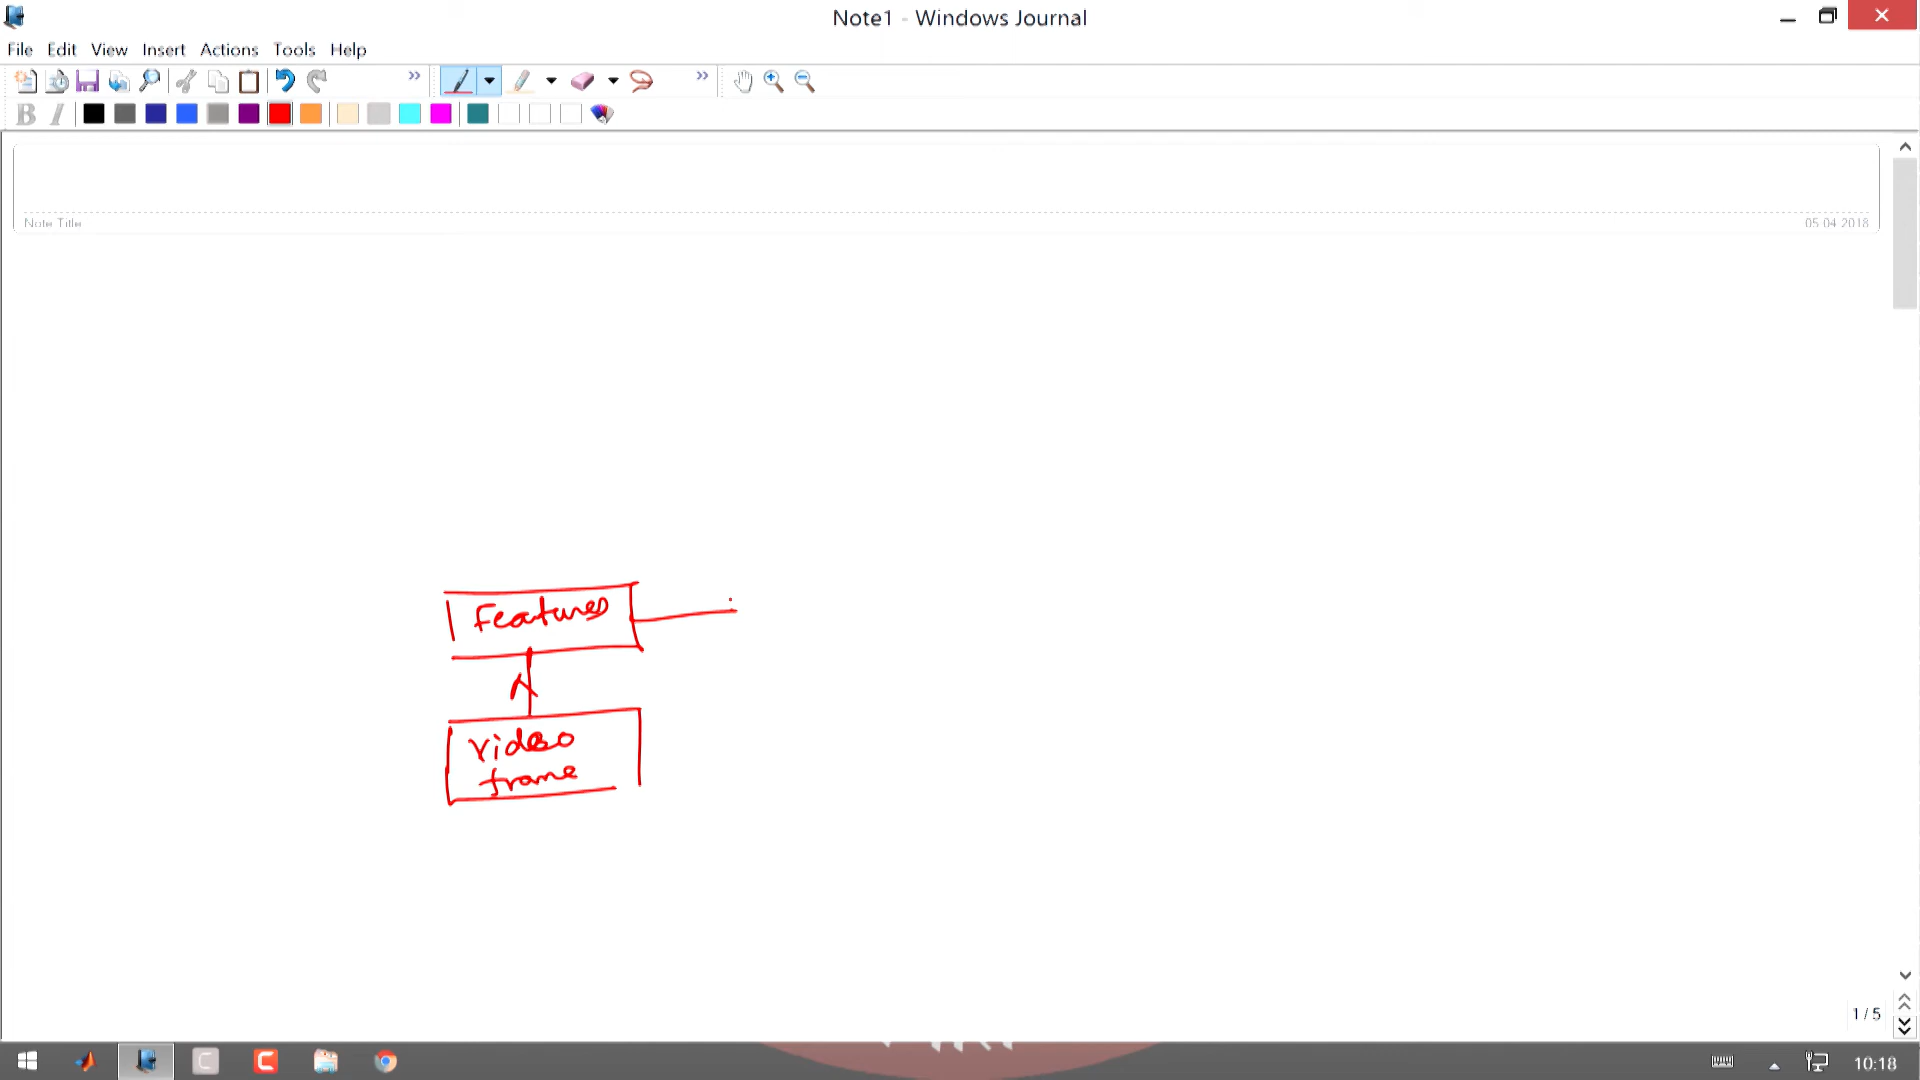 Note1 - Windows Journal
File Edit View Insert Actions Tools Help
B I
Note Title
05-04-2018
Features
video
frame
1 / 5
10:18